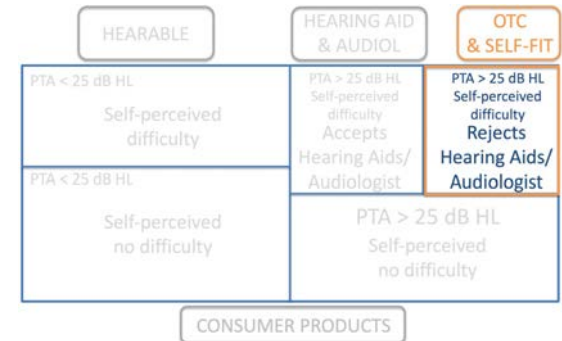 HEARABLE
HEARING AID
& AUDIOL
OTC
& SELF-FIT
PTA < 25 dB HL
Self-perceived
difficulty
PTA > 25 dB HL
Self-perceived
difficulty
Accepts
Hearing Aids/
Audiologist
PTA > 25 dB HL
Self-perceived
difficulty
Rejects
Hearing Aids/
Audiologist
PTA < 25 dB HL
Self-perceived
no difficulty
PTA > 25 dB HL
Self-perceived
no difficulty
CONSUMER PRODUCTS